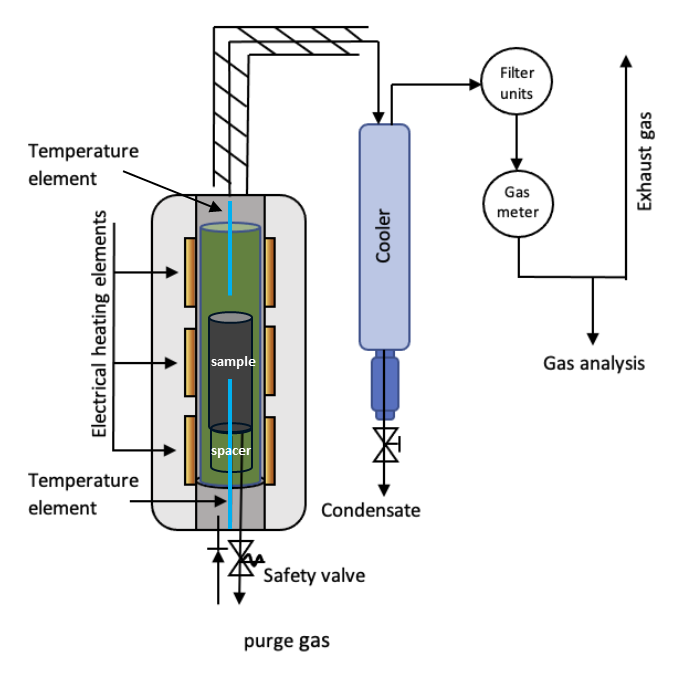 Filter
units
Temperature
element
Gas
meter
Exhaust gas
Electrical heating elements
Cooler
sample
Gas analysis
spacer
Temperature
element
Condensate
Safety valve
purge gas